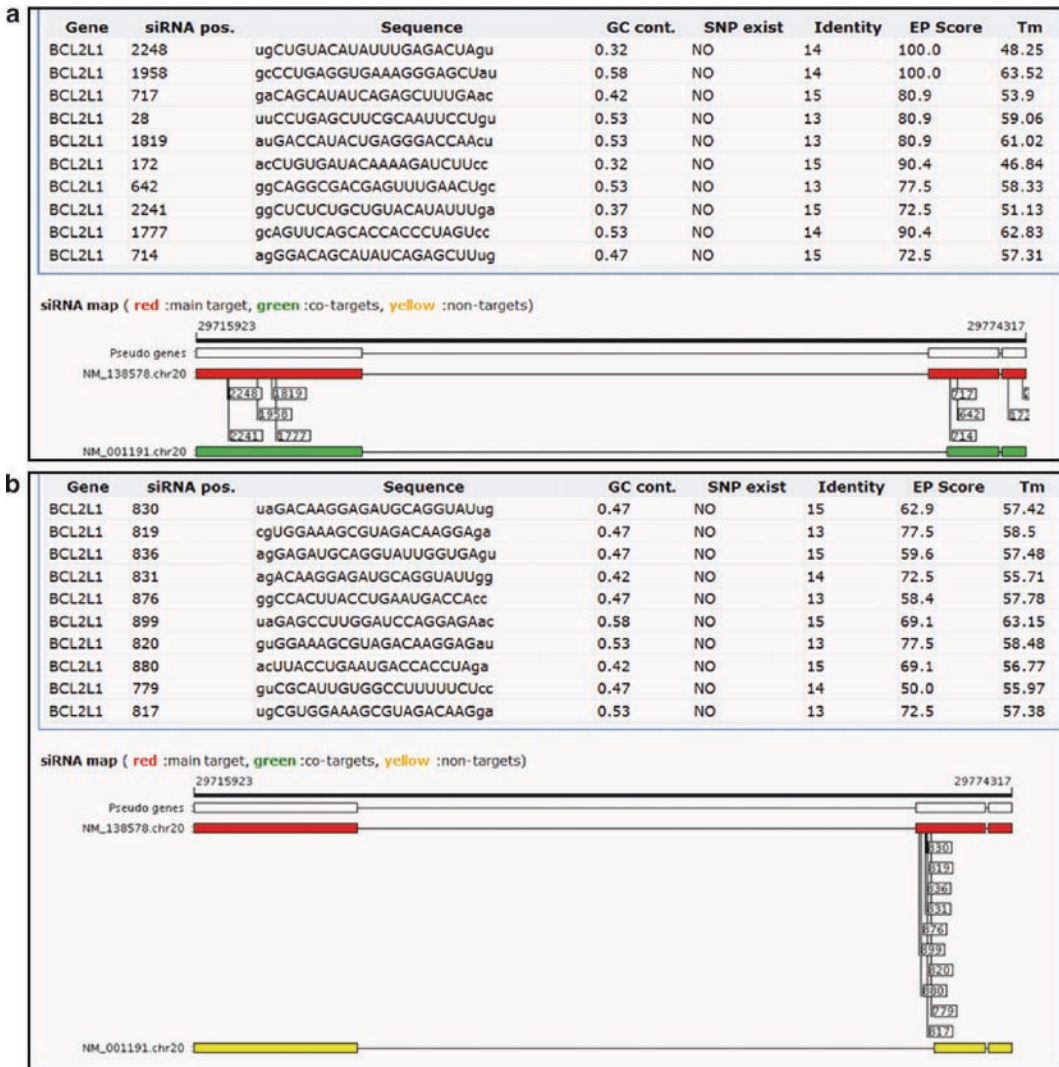 a
Gene siRNA pos. Sequence GC cont. SNP exist Identity EP Score Tm
BCL2L1 2248 ugCUGUACAUAUUUGAGACUAgu 0.32 NO 14 100.0 48.25
BCL2L1 1958 gcCCUGAGGUGAAAGGGAGCUau 0.58 NO 14 100.0 63.52
BCL2L1 717 gaCAGCAUAUCAGAGCUUUGAac 0.42 NO 15 80.9 53.9
BCL2L1 28 uuCCUGAGCUUCGCAAUUCCUgu 0.53 NO 13 80.9 59.06
BCL2L1 1819 auGACCAUACUGAGGGACCAAcu 0.53 NO 13 80.9 61.02
BCL2L1 172 acCUGUGAUACAAAAGAUCUUcc 0.32 NO 15 90.4 46.84
BCL2L1 642 ggCAGGCGACGAGUUUGAACUgc 0.53 NO 13 77.5 58.33
BCL2L1 2241 ggCUCUCUGCUGUACAUAUUUga 0.37 NO 15 72.5 51.13
BCL2L1 1777 gcAGUUCAGCACCACCCUAGUcc 0.53 NO 14 90.4 62.83
BCL2L1 714 agGGACAGCAUAUCAGAGCUUug 0.47 NO 15 72.5 57.31
siRNA map ( red :main target, green :co-targets, yellow :non-targets)
29715923 29774317
Pseudo genes
NM_138578.chr20
2248 1819 717
1958 642 172
2241 1777 714
NM_001191.chr20
b
Gene siRNA pos. Sequence GC cont. SNP exist Identity EP Score Tm
BCL2L1 830 uaGACAAGGAGAUGCAGGUAUug 0.47 NO 15 62.9 57.42
BCL2L1 819 cgUGGAAAGCGUAGACAAGGAga 0.47 NO 13 77.5 58.5
BCL2L1 836 agGAGAUGCAGGUAUUGGUGAgu 0.47 NO 15 59.6 57.48
BCL2L1 831 agACAAGGAGAUGCAGGUAUUgg 0.42 NO 14 72.5 55.71
BCL2L1 876 ggCCACUUACCUGAAUGACCAcc 0.47 NO 13 58.4 57.78
BCL2L1 899 uaGAGCCUUGGAUCCAGGAGAac 0.58 NO 15 69.1 63.15
BCL2L1 820 guGGAAAGCGUAGACAAGGAGau 0.53 NO 13 77.5 58.48
BCL2L1 880 acUUACCUGAAUGACCACCUAga 0.42 NO 15 69.1 56.77
BCL2L1 779 guCGCAUUGUGGCCUUUUUCUcc 0.47 NO 14 50.0 55.97
BCL2L1 817 ugCGUGGAAAGCGUAGACAAGga 0.53 NO 13 72.5 57.38
siRNA map ( red :main target, green :co-targets, yellow :non-targets)
29715923 29774317
Pseudo genes
NM_138578.chr20
830
819
836
831
876
899
820
880
779
817
NM_001191.chr20